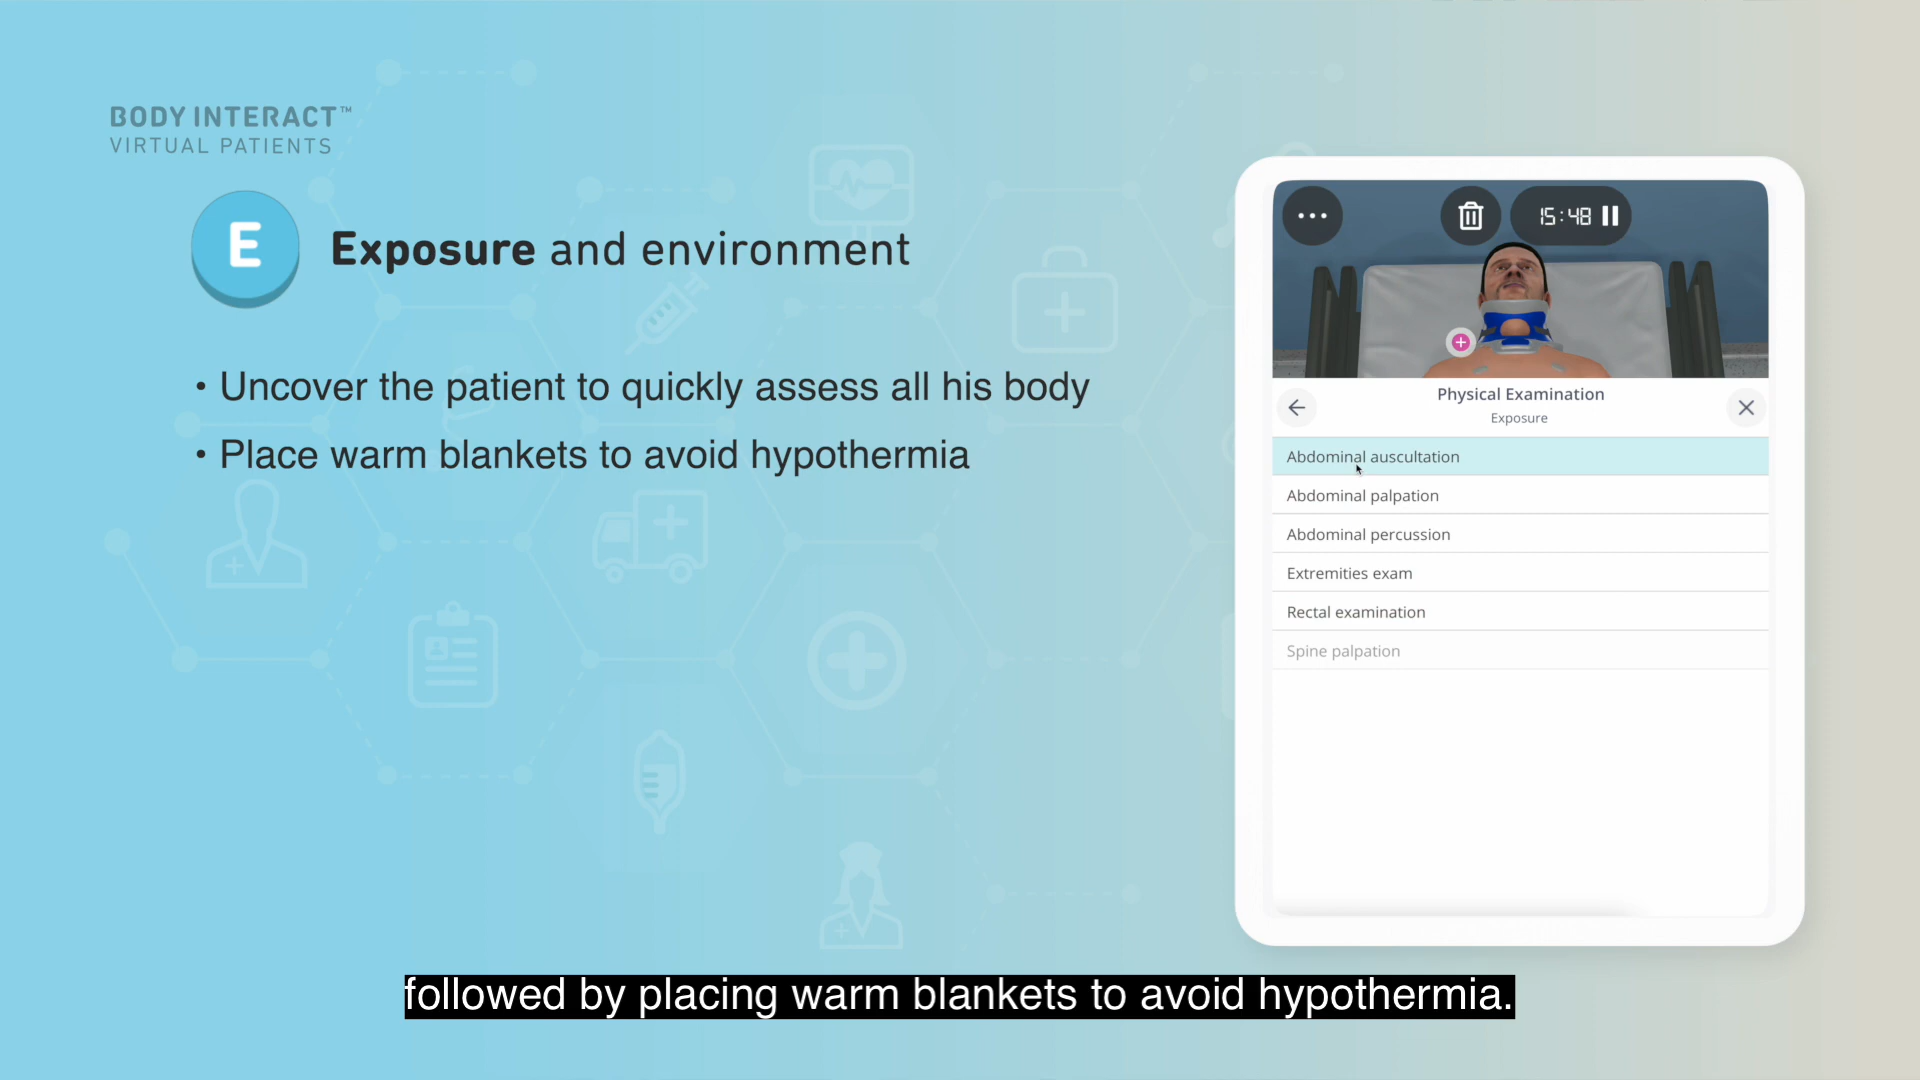 BODY INTERACT™
VIRTUAL PATIENTS
E
Exposure and environment
• Uncover the patient to quickly assess all his body
• Place warm blankets to avoid hypothermia
15:48
Physical Examination
Exposure
Abdominal auscultation
Abdominal palpation
Abdominal percussion
Extremities exam
Rectal examination
Spine palpation
followed by placing warm blankets to avoid hypothermia.